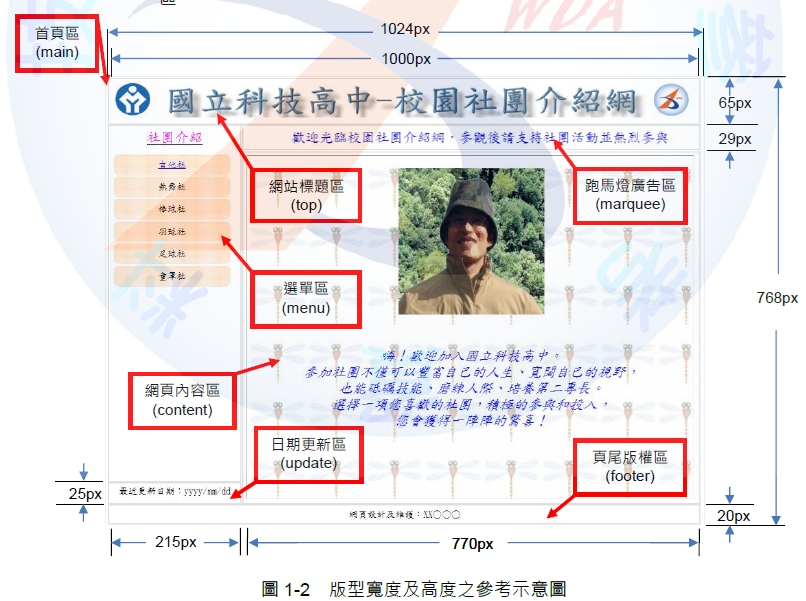 WDA
1024px
首頁區
(main)
1000px
國立科技高中-校園社團介紹網
65px
社團介紹
歡迎光臨校園社團介紹網，參觀後請支持社團活動並熱烈參與
29px
吉他社
熱舞社
棒球社
羽球社
足球社
童軍社
網站標題區
(top)
跑馬燈廣告區
(marquee)
選單區
(menu)
768px
嗨！歡迎加入國立科技高中。
參加社團不僅可以豐富自己的人生、寬闊自己的視野，
也能砥礪技能、磨練人際、培養第二專長。
選擇一項您喜歡的社團，積極的參與和投入，
您會獲得一陣陣的驚喜！
網頁內容區
(content)
日期更新區
(update)
頁尾版權區
(footer)
25px
最近更新日期：yyyy/mm/dd
網頁設計及維護：XX○○○
20px
215px
770px
圖 1-2 版型寬度及高度之參考示意圖